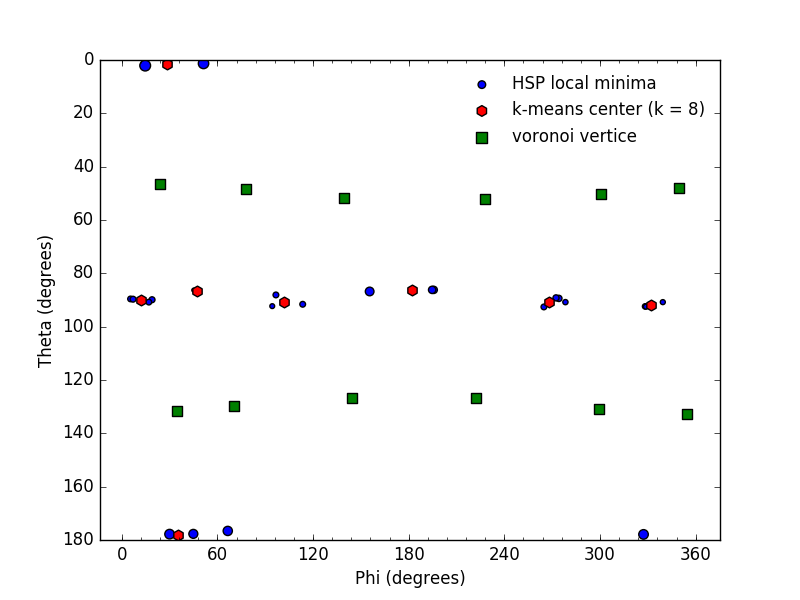 0
20
40
60
80
100
120
140
160
180
Theta (degrees)
HSP local minima
k-means center (k = 8)
voronoi vertice
0 60 120 180 240 300 360
Phi (degrees)